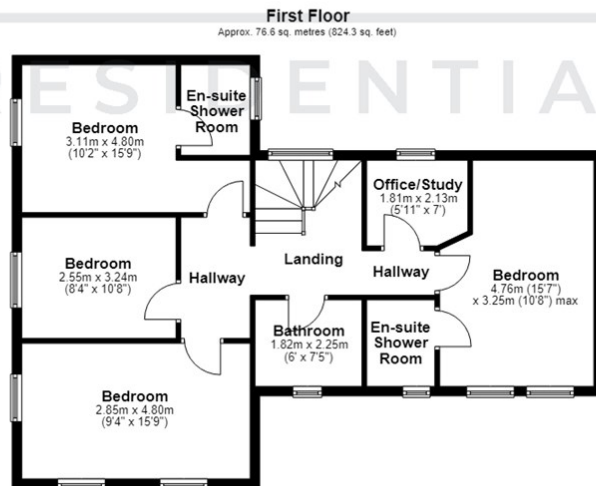 First Floor
Approx. 76.6 sq. metres (824.3 sq. feet)
RESIDENTIA
En-suite
Shower
Room
Bedroom
3.11m x 4.80m
(10'2" x 15'9")
Office/Study
1.81m x 2.13m
(5'11" x 7')
Bedroom
2.55m x 3.24m
(8'4" x 10'8")
Hallway
Landing
Hallway
Bedroom
4.76m (15'7")
x 3.25m (10'8") max
Bathroom
1.82m x 2.25m
(6' x 7'5")
En-suite
Shower
Room
Bedroom
2.85m x 4.80m
(9'4" x 15'9")